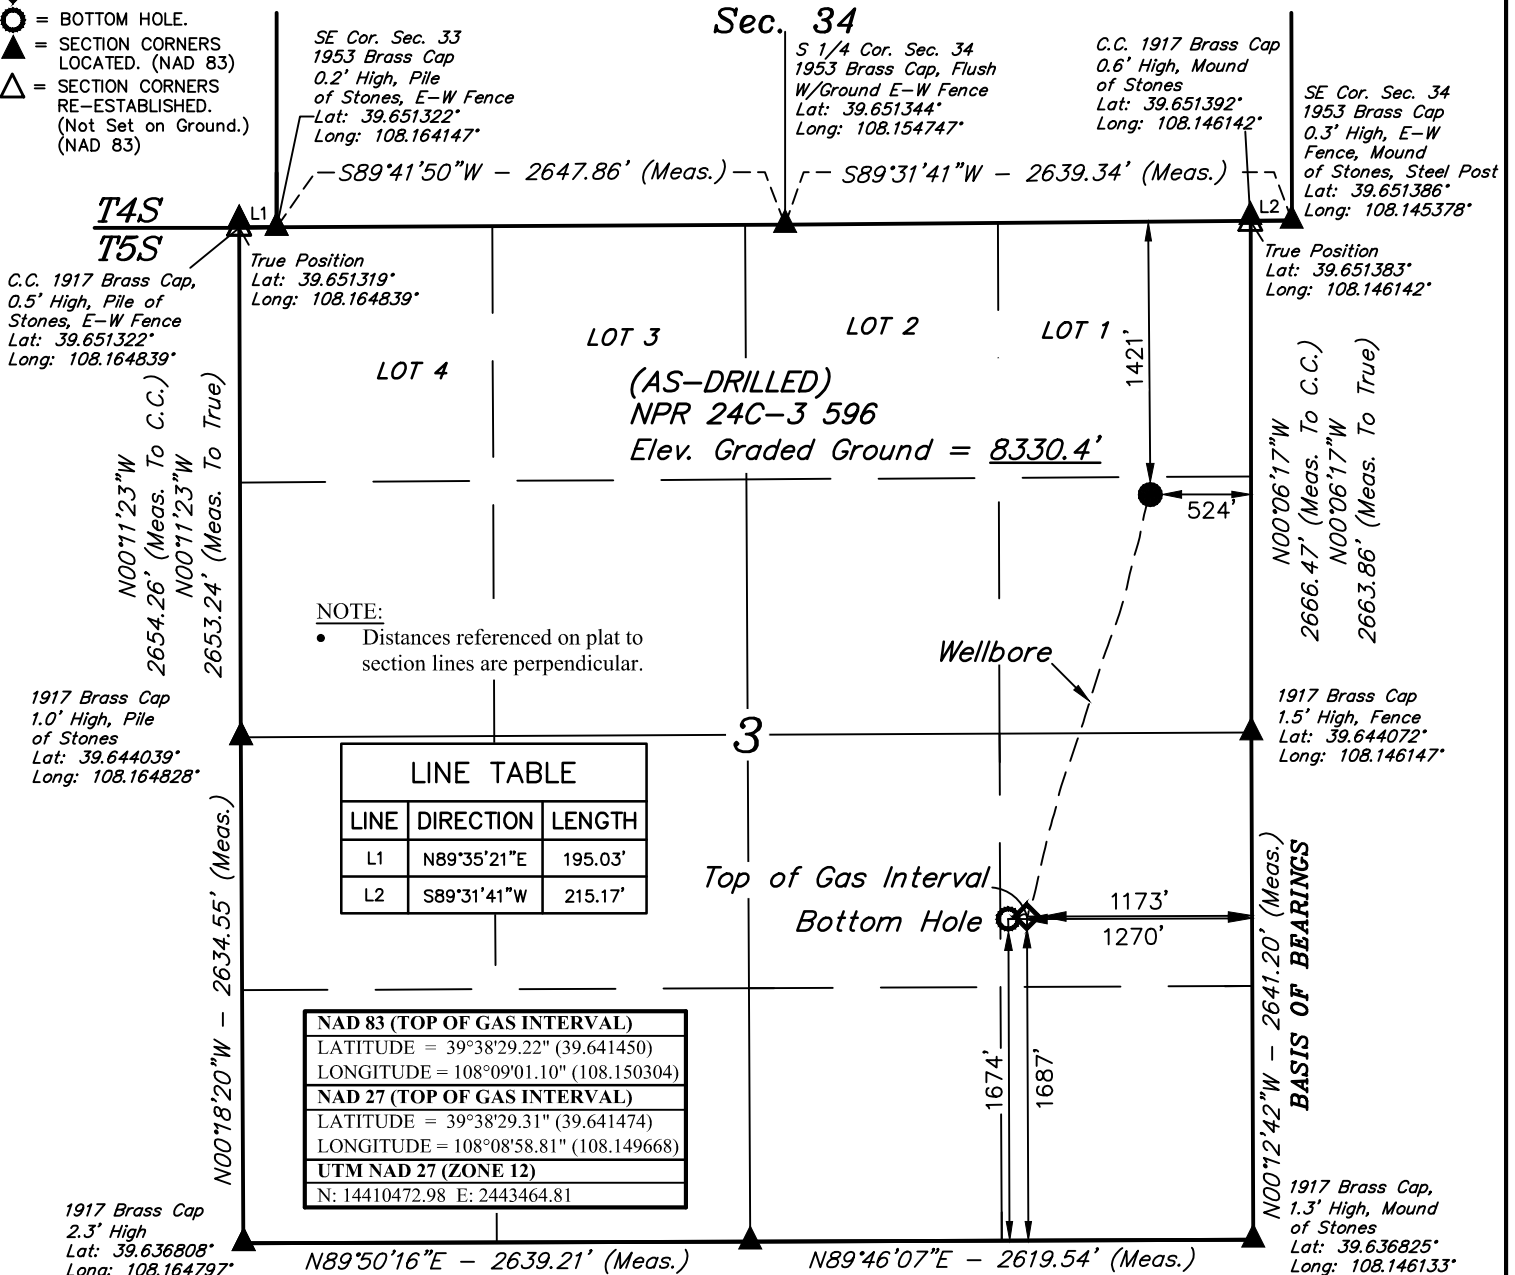 = BOTTOM HOLE.
= SECTION CORNERS
LOCATED. (NAD 83)
= SECTION CORNERS
RE-ESTABLISHED.
(Not Set on Ground.)
(NAD 83)
SE Cor. Sec. 33
1953 Brass Cap
0.2' High, Pile
of Stones, E-W Fence
Lat: 39.651322°
Long: 108.164147°
Sec. 34
S 1/4 Cor. Sec. 34
1953 Brass Cap, Flush
W/Ground E-W Fence
Lat: 39.651344°
Long: 108.154747°
C.C. 1917 Brass Cap
0.6' High, Mound
of Stones
Lat: 39.651392°
Long: 108.146142°
SE Cor. Sec. 34
1953 Brass Cap
0.3' High, E-W
Fence, Mound
of Stones, Steel Post
Lat: 39.651386°
Long: 108.145378°
S89°41'50"W - 2647.86' (Meas.)
S89°31'41"W - 2639.34' (Meas.)
T4S
L1
L2
T5S
True Position
Lat: 39.651319°
Long: 108.164839°
True Position
Lat: 39.651383°
Long: 108.146142°
C.C. 1917 Brass Cap,
0.5' High, Pile of
Stones, E-W Fence
Lat: 39.651322°
Long: 108.164839°
LOT 4
LOT 3
LOT 2
LOT 1
1421'
(AS-DRILLED)
NPR 24C-3 596
Elev. Graded Ground = 8330.4'
524'
N00°11'23"W
2654.26' (Meas. To C.C.)
N00°11'23"W
2653.24' (Meas. To True)
N00°06'17"W
2666.47' (Meas. To C.C.)
N00°06'17"W
2663.86' (Meas. To True)
NOTE:
• Distances referenced on plat to
section lines are perpendicular.
Wellbore
1917 Brass Cap
1.0' High, Pile
of Stones
Lat: 39.644039°
Long: 108.164828°
3
1917 Brass Cap
1.5' High, Fence
Lat: 39.644072°
Long: 108.146147°
LINE TABLE
LINE DIRECTION LENGTH
L1 N89°35'21"E 195.03'
L2 S89°31'41"W 215.17'
Top of Gas Interval
Bottom Hole
1173'
1270'
1674'
1687'
N00°18'20"W - 2634.55' (Meas.)
N00°12'42"W - 2641.20' (Meas.)
BASIS OF BEARINGS
NAD 83 (TOP OF GAS INTERVAL)
LATITUDE = 39°38'29.22" (39.641450)
LONGITUDE = 108°09'01.10" (108.150304)
NAD 27 (TOP OF GAS INTERVAL)
LATITUDE = 39°38'29.31" (39.641474)
LONGITUDE = 108°08'58.81" (108.149668)
UTM NAD 27 (ZONE 12)
N: 14410472.98 E: 2443464.81
1917 Brass Cap
2.3' High
Lat: 39.636808°
Long: 108.164797°
N89°50'16"E - 2639.21' (Meas.)
N89°46'07"E - 2619.54' (Meas.)
1917 Brass Cap,
1.3' High, Mound
of Stones
Lat: 39.636825°
Long: 108.146133°